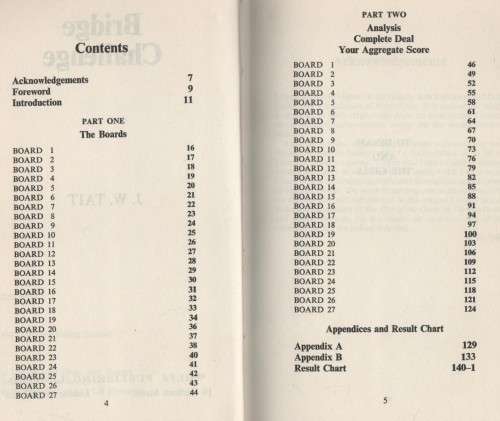 Contents
Acknowledgements 7
Foreword 9
Introduction 11
PART ONE
The Boards
BOARD 1 16
BOARD 2 17
BOARD 3 18
BOARD 4 19
BOARD 5 20
BOARD 6 21
BOARD 7 22
BOARD 8 23
BOARD 9 24
BOARD 10 25
BOARD 11 26
BOARD 12 27
BOARD 13 28
BOARD 14 29
BOARD 15 30
BOARD 16 31
BOARD 17 32
BOARD 18 33
BOARD 19 34
BOARD 20 36
BOARD 21 37
BOARD 22 38
BOARD 23 40
BOARD 24 41
BOARD 25 42
BOARD 26 43
BOARD 27 44
4
PART TWO
Analysis
Complete Deal
Your Aggregate Score
BOARD 1 46
BOARD 2 49
BOARD 3 52
BOARD 4 55
BOARD 5 58
BOARD 6 61
BOARD 7 64
BOARD 8 67
BOARD 9 70
BOARD 10 73
BOARD 11 76
BOARD 12 79
BOARD 13 82
BOARD 14 85
BOARD 15 88
BOARD 16 91
BOARD 17 94
BOARD 18 97
BOARD 19 100
BOARD 20 103
BOARD 21 106
BOARD 22 109
BOARD 23 112
BOARD 24 115
BOARD 25 118
BOARD 26 121
BOARD 27 124
Appendices and Result Chart
Appendix A 129
Appendix B 133
Result Chart 140–1
5